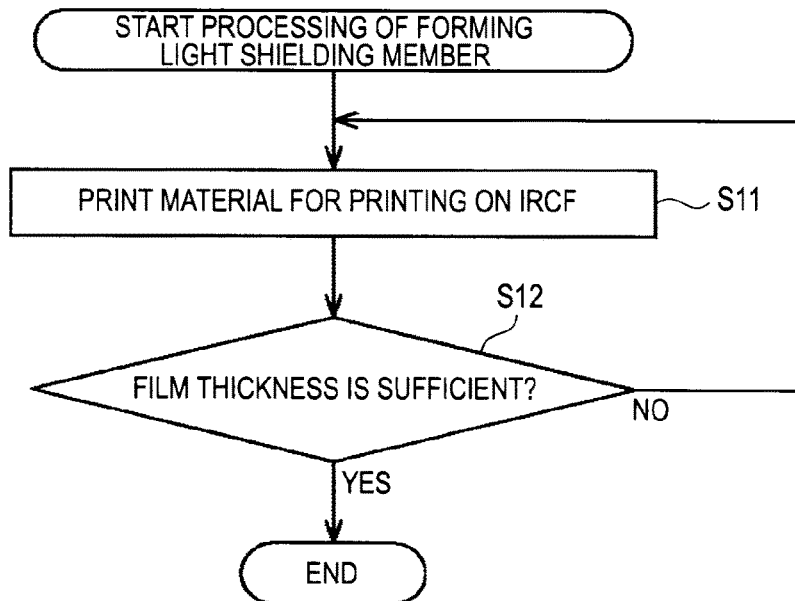 START PROCESSING OF FORMING
LIGHT SHIELDING MEMBER
PRINT MATERIAL FOR PRINTING ON IRCF
S11
S12
FILM THICKNESS IS SUFFICIENT?
NO
YES
END